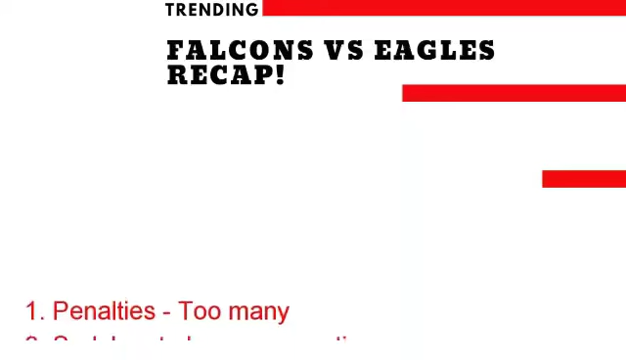 TRENDING
FALCONS VS EAGLES
RECAP!
1. Penalties - Too many